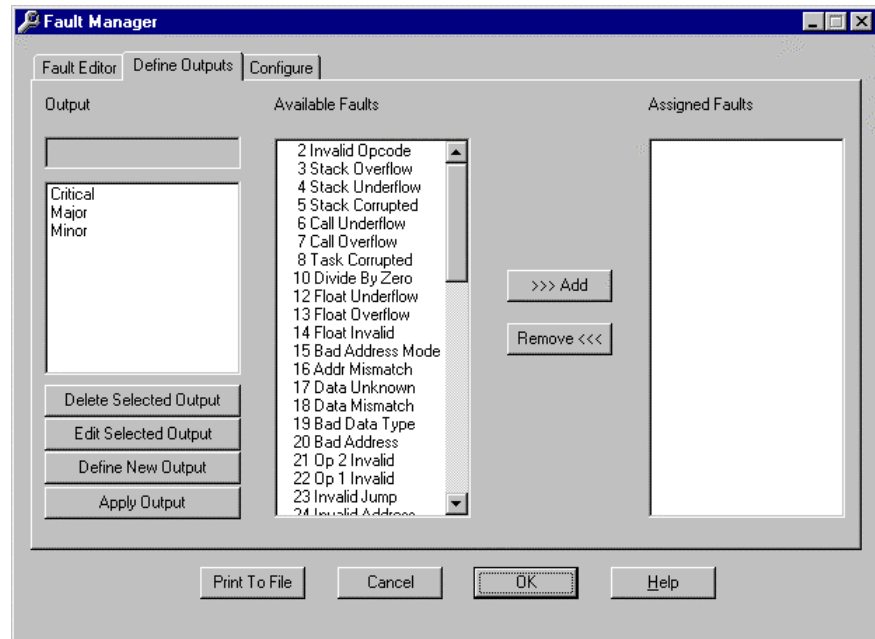 Fault Manager
Fault Editor Define Outputs Configure
Output
Critical
Major
Minor
Delete Selected Output
Edit Selected Output
Define New Output
Apply Output
Available Faults
2 Invalid Opcode
3 Stack Overflow
4 Stack Underflow
5 Stack Corrupted
6 Call Underflow
7 Call Overflow
8 Task Corrupted
10 Divide By Zero
12 Float Underflow
13 Float Overflow
14 Float Invalid
15 Bad Address Mode
16 Addr Mismatch
17 Data Unknown
18 Data Mismatch
19 Bad Data Type
20 Bad Address
21 Op 2 Invalid
22 Op 1 Invalid
23 Invalid Jump
24 Invalid Address
>>> Add
Remove <<<
Assigned Faults
Print To File
Cancel
OK
Help